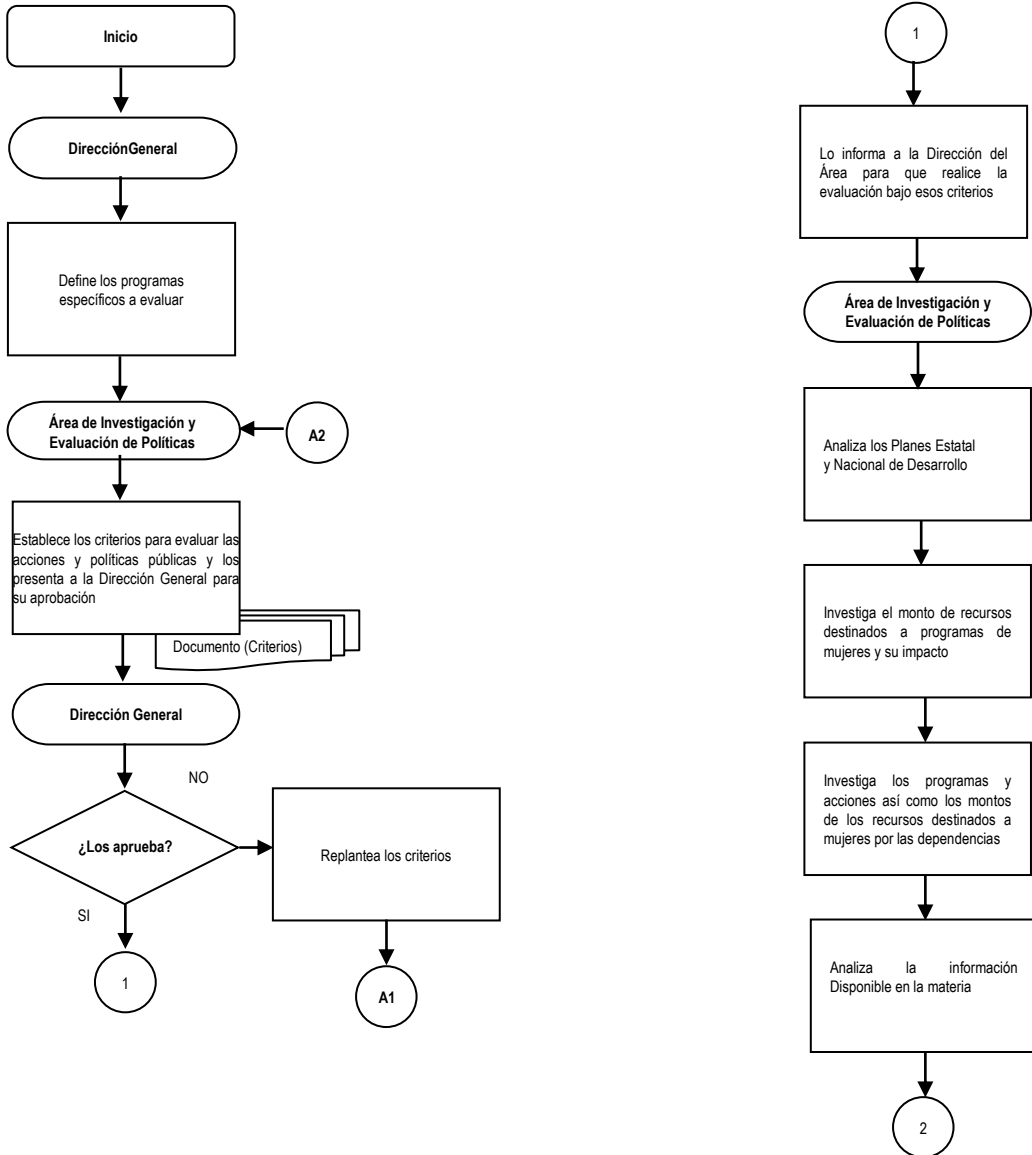 Inicio
DirecciónGeneral
Define los programas
específicos a evaluar
Área de Investigación y
Evaluación de Políticas
A2
Establece los criterios para evaluar las
acciones y políticas públicas y los
presenta a la Dirección General para
su aprobación
Documento (Criterios)
Dirección General
NO
¿Los aprueba?
Replantea los criterios
SI
1
A1
1
Lo informa a la Dirección del
Área para que realice la
evaluación bajo esos criterios
Área de Investigación y
Evaluación de Políticas
Analiza los Planes Estatal
y Nacional de Desarrollo
Investiga el monto de recursos
destinados a programas de
mujeres y su impacto
Investiga los programas y
acciones así como los montos
de los recursos destinados a
mujeres por las dependencias
Analiza la información
Disponible en la materia
2